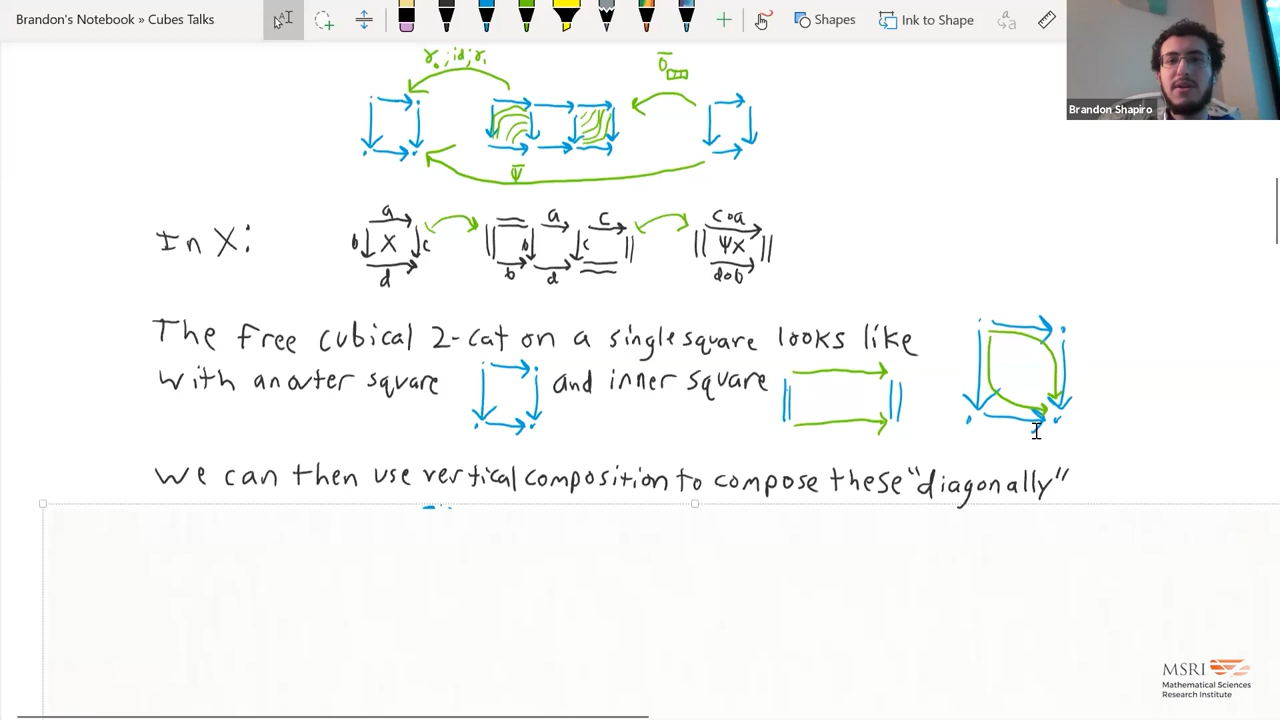 Brandon's Notebook » Cubes Talks
Shapes
Ink to Shape
Brandon Shapiro
In X:
a
b X c
d
a c
b c
b d
c∘a
ΨX
d∘b
The free cubical 2-cat on a single square looks like
with an outer square and inner square
We can then use vertical composition to compose these "diagonally"
MSRI
Mathematical Sciences
Research Institute